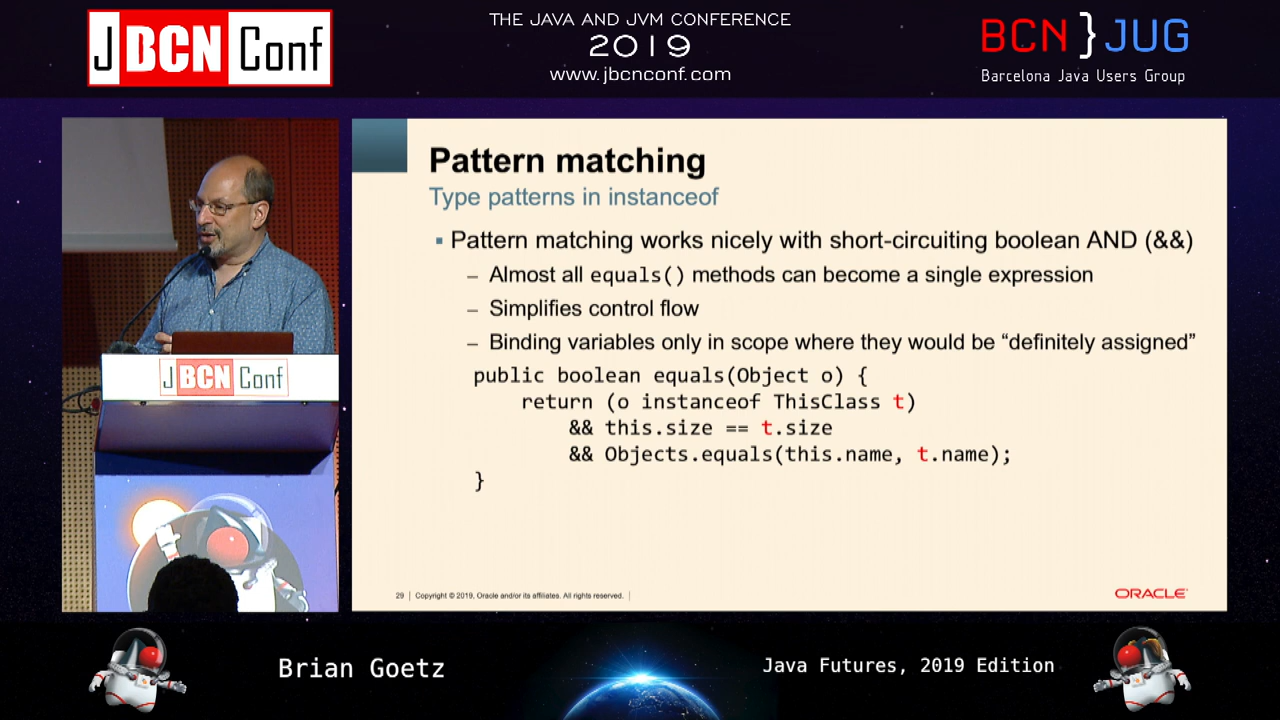 J BCN Conf
THE JAVA AND JVM CONFERENCE
2019
www.jbcnconf.com
BCN } JUG
Barcelona Java Users Group
Pattern matching
Type patterns in instanceof
▪ Pattern matching works nicely with short-circuiting boolean AND (&&)
– Almost all equals() methods can become a single expression
– Simplifies control flow
– Binding variables only in scope where they would be “definitely assigned”
public boolean equals(Object o) {
return (o instanceof ThisClass t)
&& this.size == t.size
&& Objects.equals(this.name, t.name);
}
29 | Copyright © 2019, Oracle and/or its affiliates. All rights reserved. |
ORACLE®
J BCN Conf
Brian Goetz
Java Futures, 2019 Edition